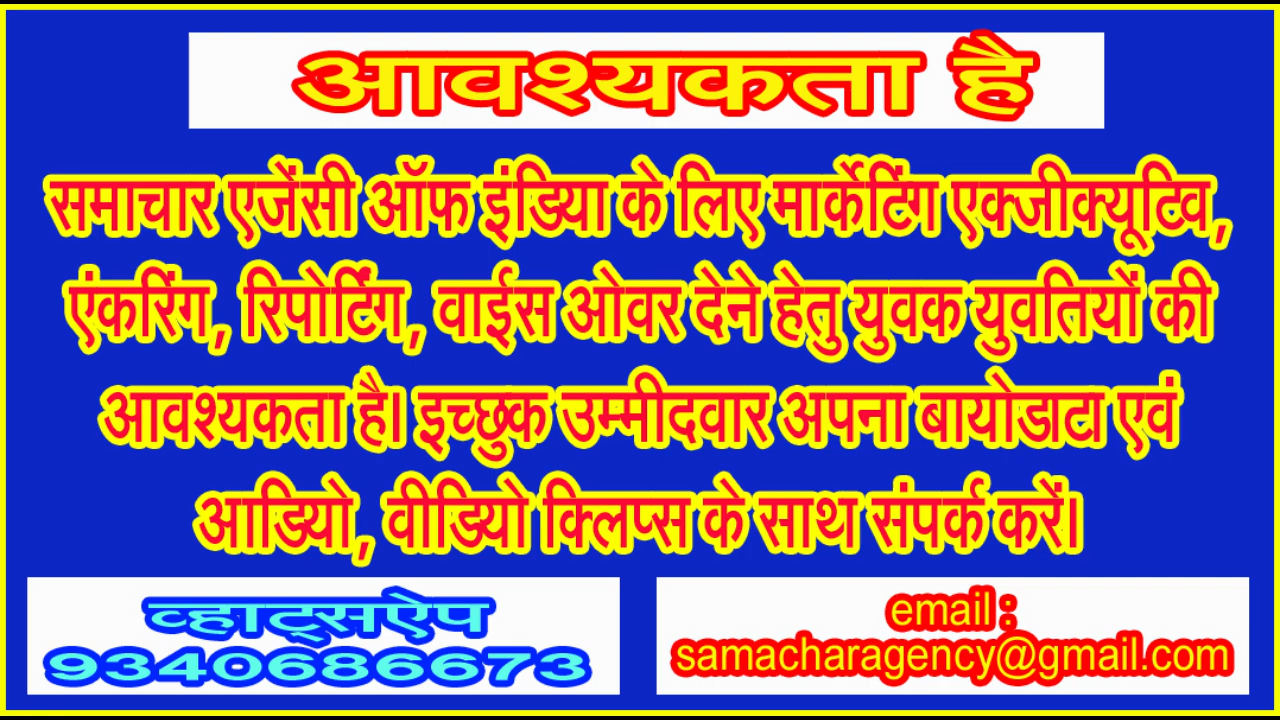 आवश्यकता है
समाचार एजेंसी ऑफ इंडिया के लिए मार्केटिंग एक्जीक्यूटिव,
एंकरिंग, रिपोर्टिंग, वाईस ओवर देने हेतु युवक युवतियों की
आवश्यकता है। इच्छुक उम्मीदवार अपना बायोडाटा एवं
आडियो, वीडियो क्लिप्स के साथ संपर्क करें।
व्हाट्सऐप
9340686673
email :
samacharagency@gmail.com